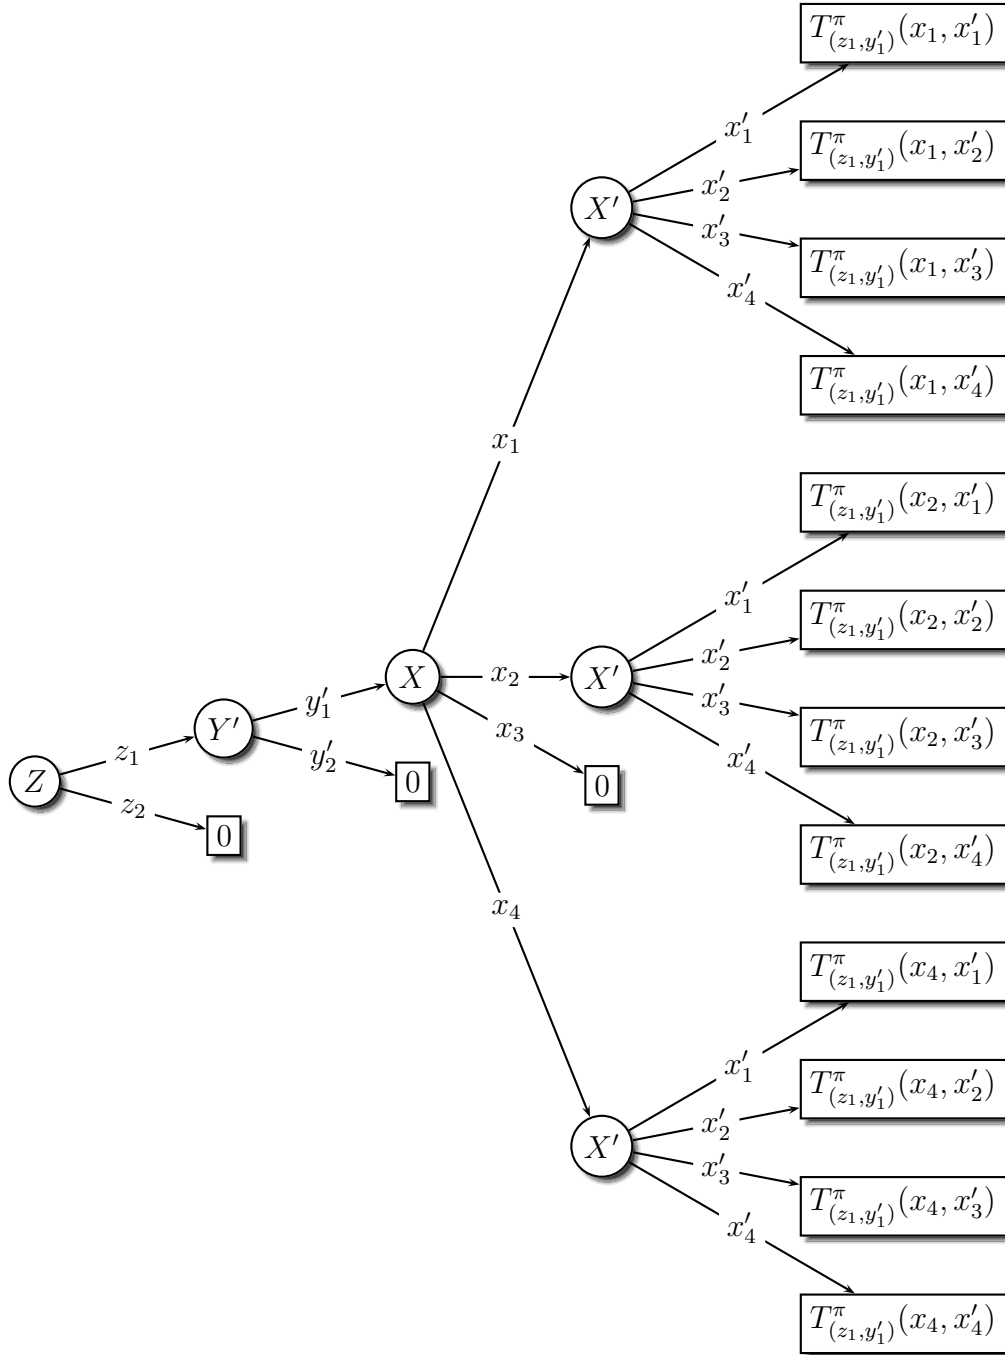 T^π_{(z_1,y'_1)}(x_1, x'_1)
x'_1
T^π_{(z_1,y'_1)}(x_1, x'_2)
x'_2
X'
x'_3
T^π_{(z_1,y'_1)}(x_1, x'_3)
x'_4
T^π_{(z_1,y'_1)}(x_1, x'_4)
x_1
T^π_{(z_1,y'_1)}(x_2, x'_1)
x'_1
T^π_{(z_1,y'_1)}(x_2, x'_2)
x'_2
X
x_2
X'
x'_3
T^π_{(z_1,y'_1)}(x_2, x'_3)
y'_1
x_3
Y'
y'_2
x'_4
z_1
Z
0
0
z_2
0
T^π_{(z_1,y'_1)}(x_2, x'_4)
x_4
T^π_{(z_1,y'_1)}(x_4, x'_1)
x'_1
T^π_{(z_1,y'_1)}(x_4, x'_2)
x'_2
X'
x'_3
T^π_{(z_1,y'_1)}(x_4, x'_3)
x'_4
T^π_{(z_1,y'_1)}(x_4, x'_4)